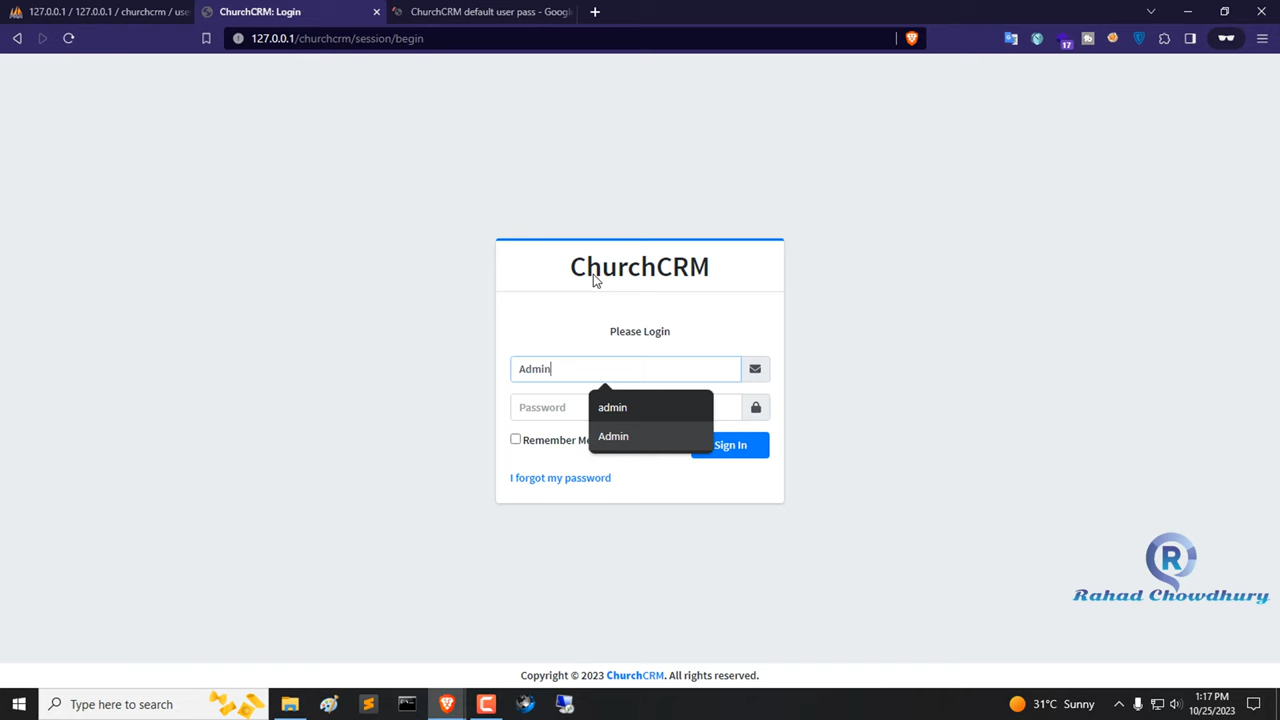 127.0.0.1 / 127.0.0.1 / churchcrm / use
ChurchCRM: Login
ChurchCRM default user pass - Google
127.0.0.1/churchcrm/session/begin
17
ChurchCRM
Please Login
Admin
Password
admin
Admin
Remember Me
Sign In
I forgot my password
R
Rahad Chowdhury
Copyright © 2023 ChurchCRM. All rights reserved.
Type here to search
31°C Sunny
1:17 PM
10/25/2023